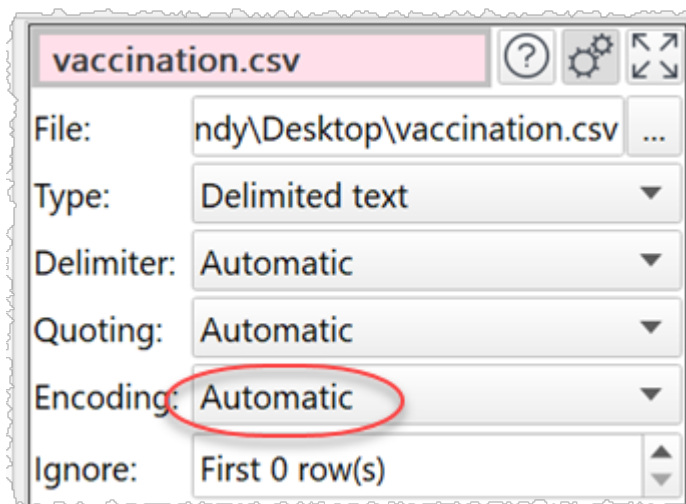 vaccination.csv
File: ndy\Desktop\vaccination.csv ...
Type: Delimited text
Delimiter: Automatic
Quoting: Automatic
Encoding: Automatic
Ignore: First 0 row(s)